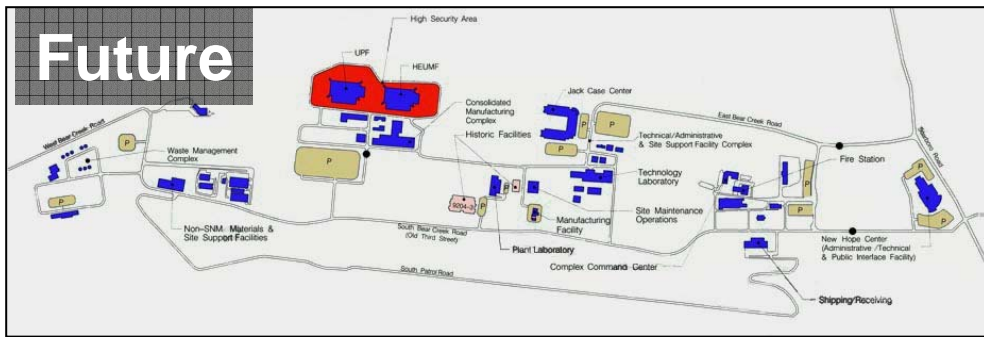 Future
High Security Area
UPF
HEUMF
Jack Case Center
Consolidated
Manufacturing
Complex
Historic Facilities
P
P
East Bear Creek Road
Technical/Administrative
& Site Support Facility Complex
Fire Station
Scarboro Road
West Bear Creek Road
P
Waste Management
Complex
P
P
Technology
Laboratory
P
P
P
9204-2E
P
P
P
P
Non-SNM Materials &
Site Support Facilities
South Bear Creek Road
(Old Third Street)
Manufacturing
Facility
Site Maintenance
Operations
Plant Laboratory
New Hope Center
(Administrative /Technical
& Public Interface Facility)
South Patrol Road
Complex Command Center
Shipping/Receiving